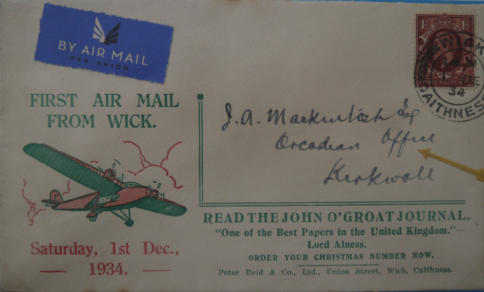 BY AIR MAIL
PAR AVION
FIRST AIR MAIL
FROM WICK.
Saturday, 1st Dec.,
1934.
WICK
34
CAITHNESS
J. A. Mackintosh Esq
Orcadian Office
Kirkwall
READ THE JOHN O'GROAT JOURNAL.
"One of the Best Papers in the United Kingdom."—
Lord Alness.
ORDER YOUR CHRISTMAS NUMBER NOW.
Peter Reid & Co., Ltd., Union Street, Wick, Caithness.